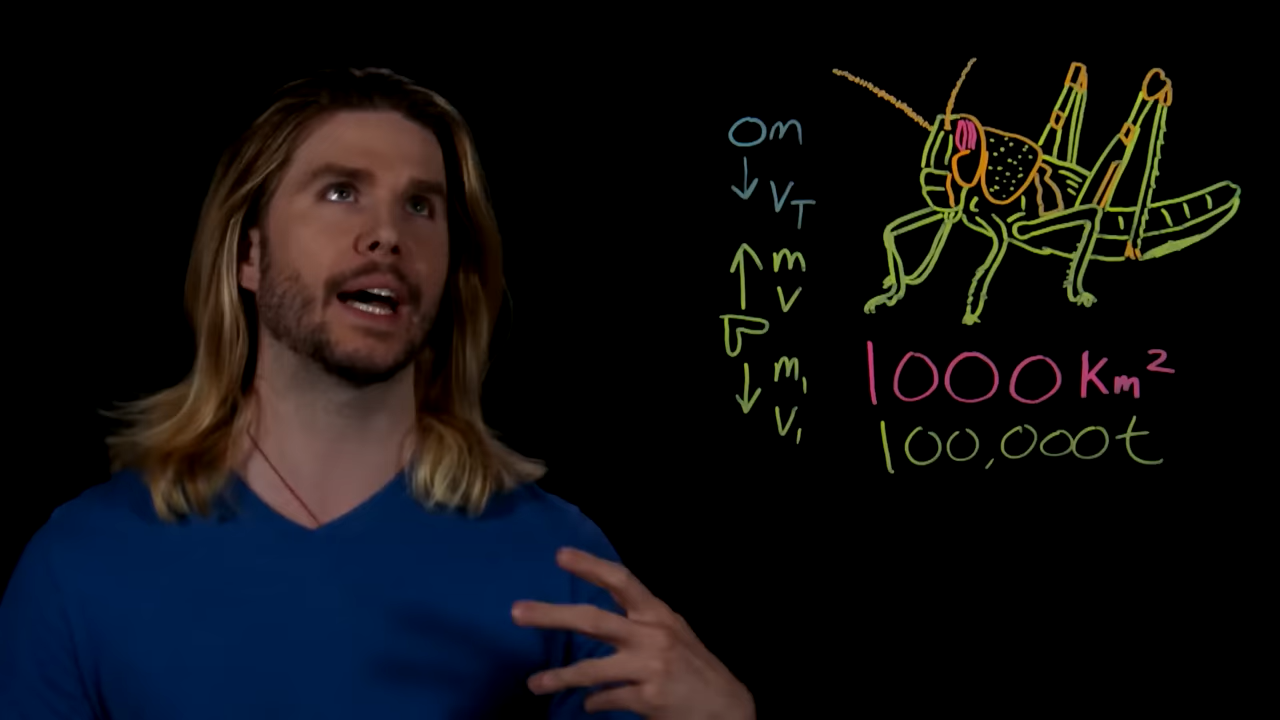 0m
↓ VT
↑ m
V
↓ m₁
V₁
1000 Km²
100,000t